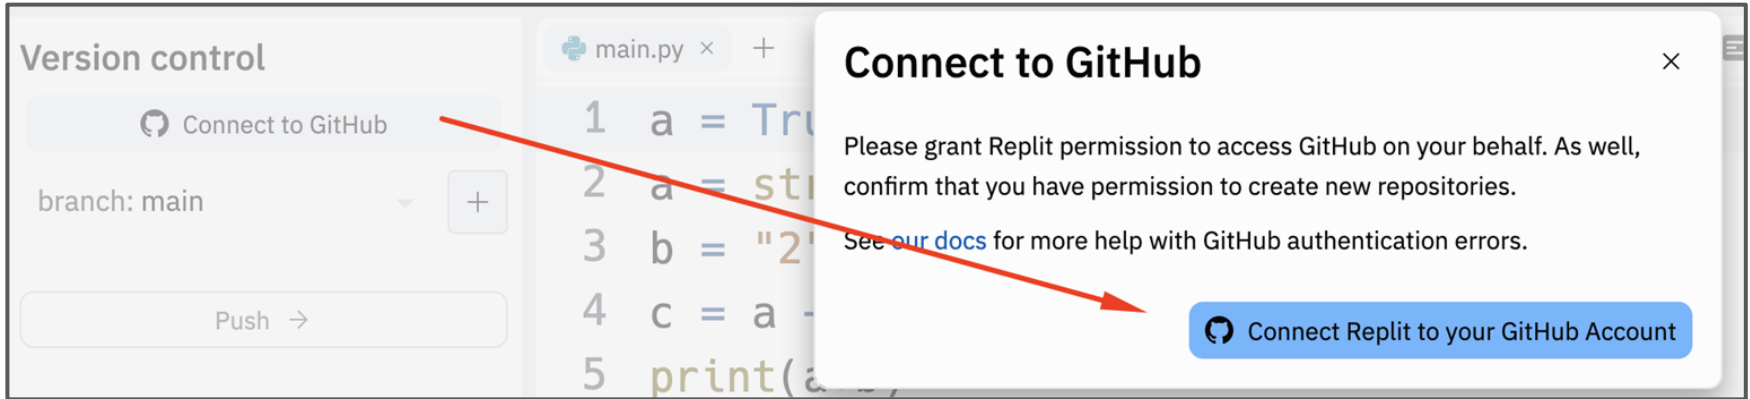 Version control
Connect to GitHub
branch: main
+
Push →
main.py × +
1 a = Tru
2 a = str
3 b = "2"
4 c = a
5 print(a
Connect to GitHub
×
Please grant Replit permission to access GitHub on your behalf. As well,
confirm that you have permission to create new repositories.
See our docs for more help with GitHub authentication errors.
Connect Replit to your GitHub Account